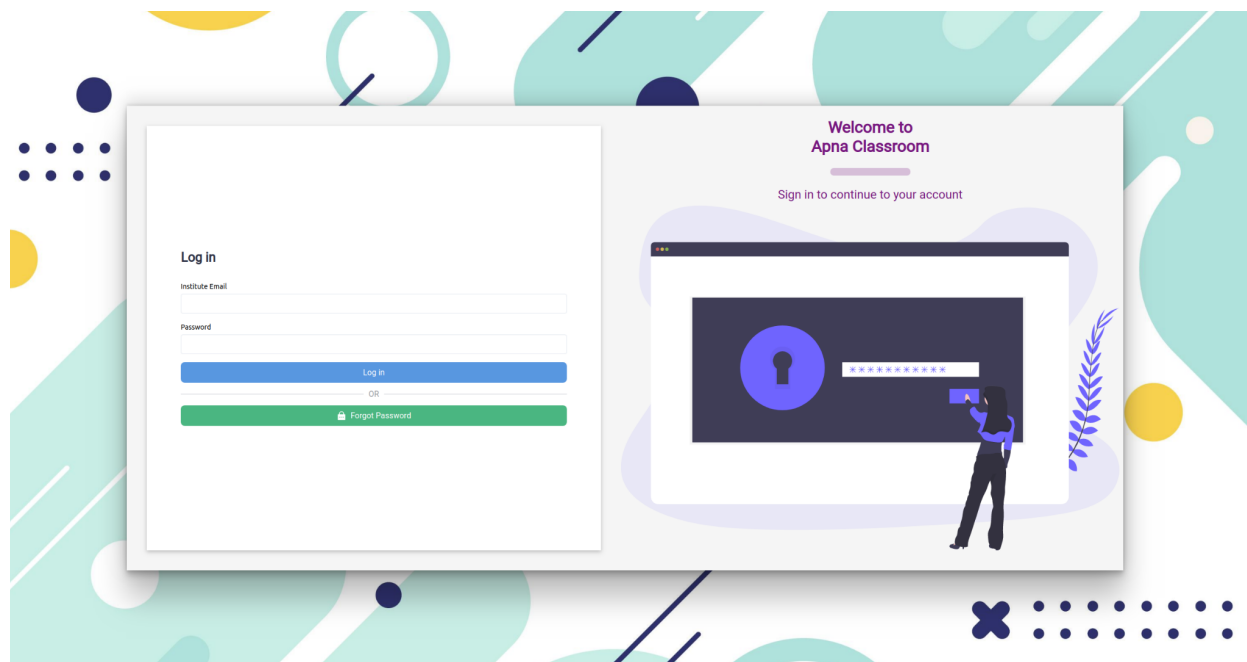 Welcome to
Apna Classroom
Sign in to continue to your account
Log in
Institute Email
Password
Log in
OR
Forgot Password
***********